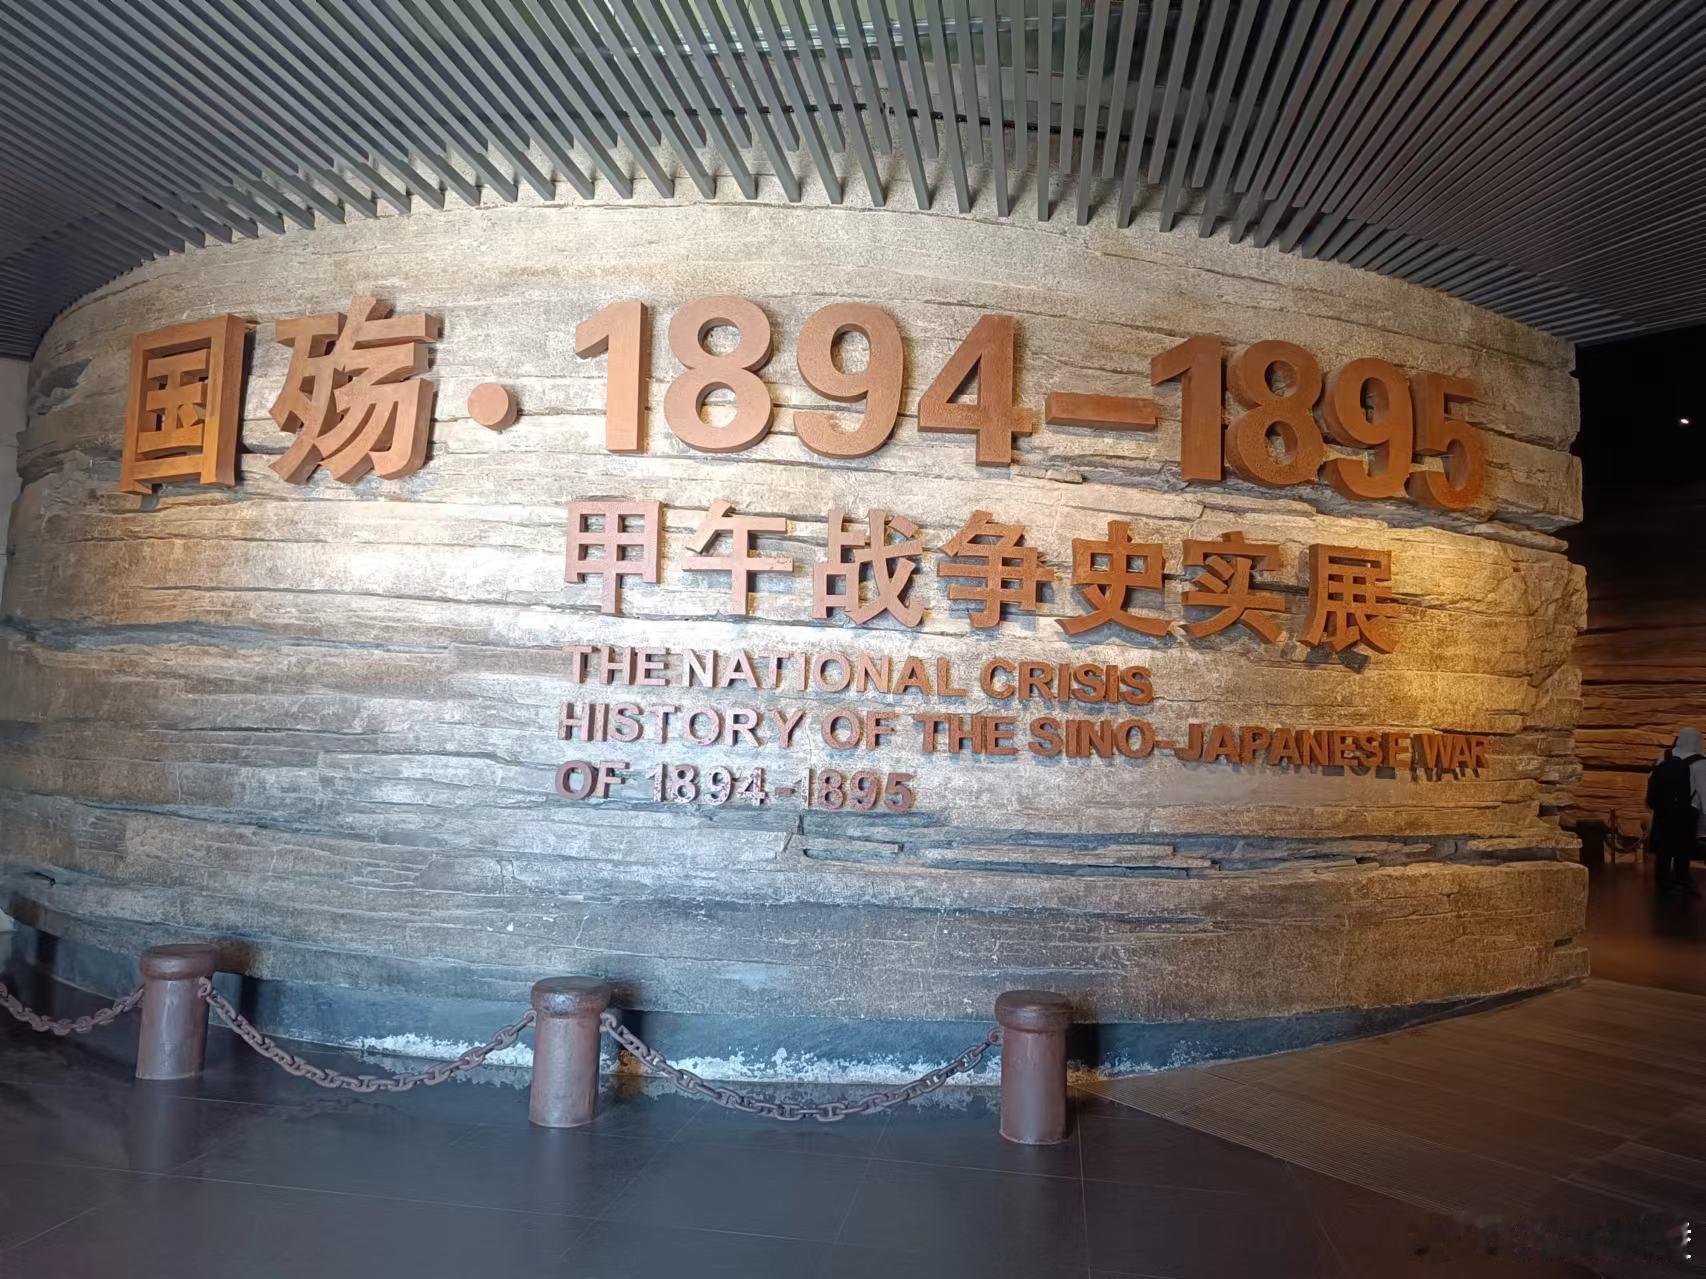 国殇·1894-1895
甲午战争史实展
THE NATIONAL CRISIS
HISTORY OF THE SINO-JAPANESE WAR
OF 1894-1895